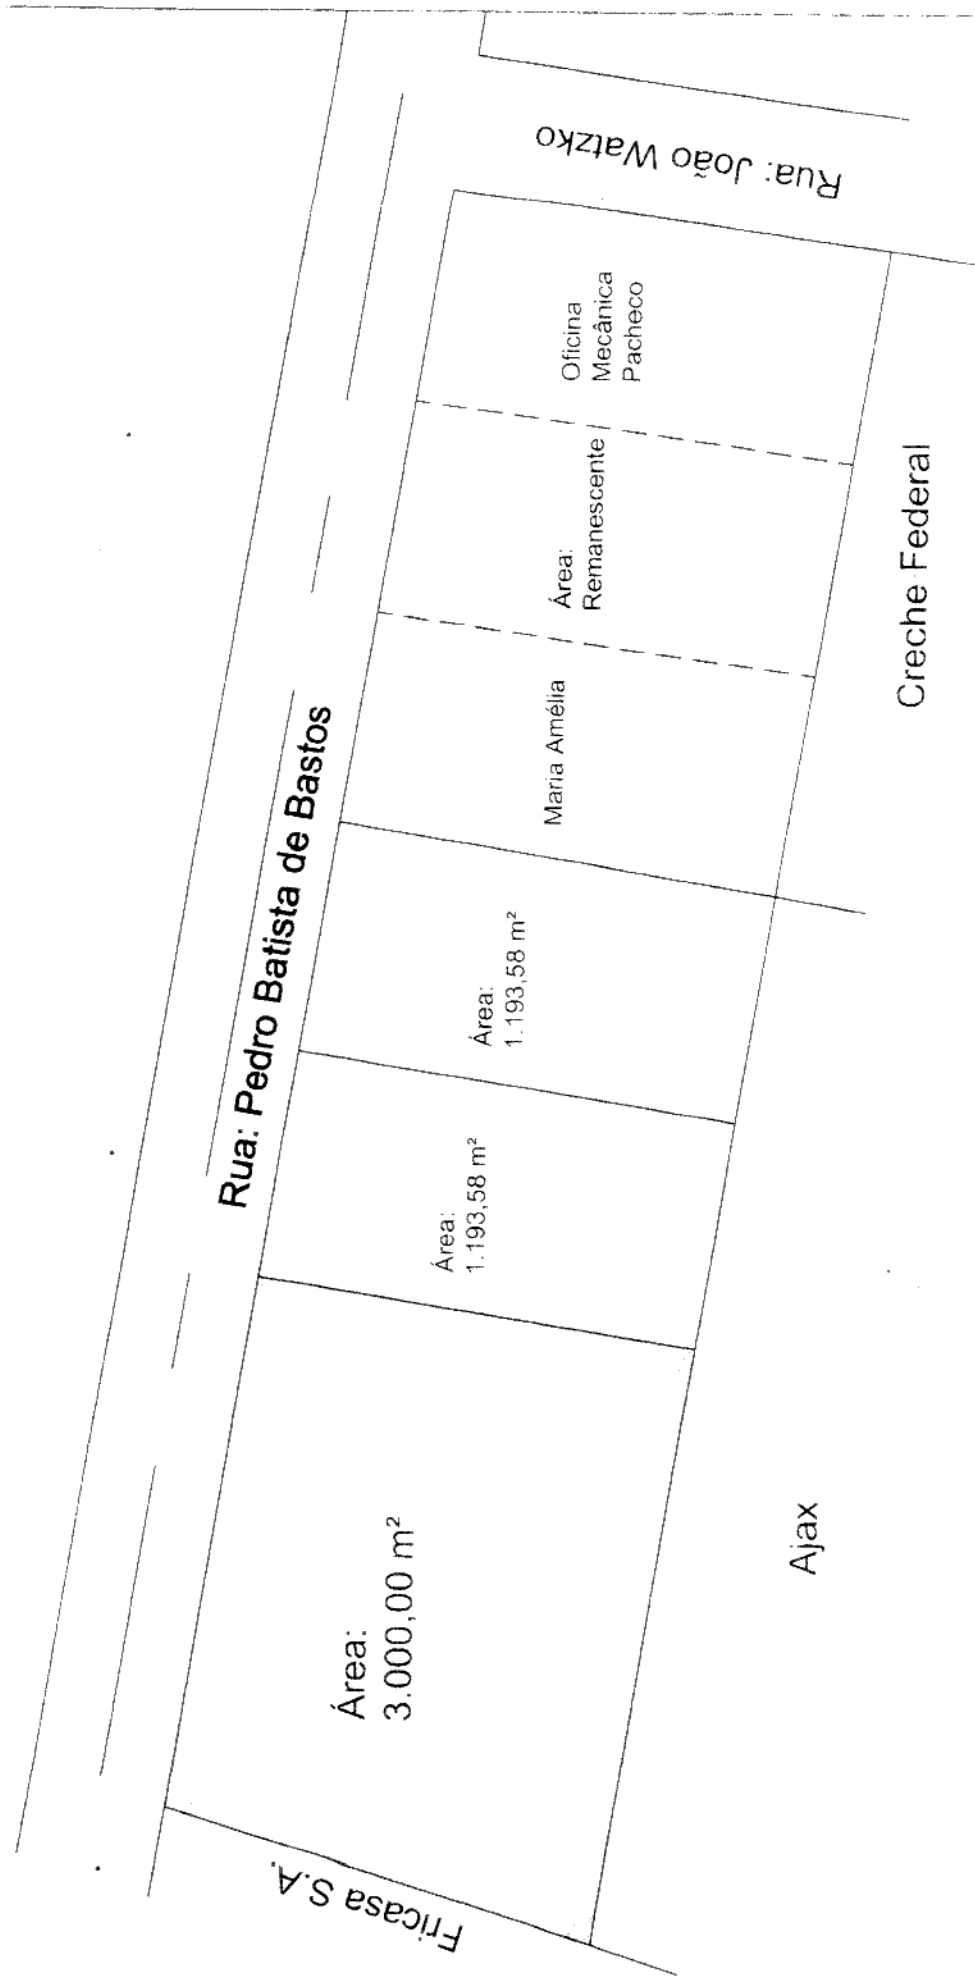 Rua: João Watzko
Oficina
Mecânica
Pacheco
Área:
Remanescente
Creche Federal
Maria Amélia
Rua: Pedro Batista de Bastos
Área:
1.193,58 m²
Área:
1.193,58 m²
Área:
3.000,00 m²
Ajax
Fricasa S.A.